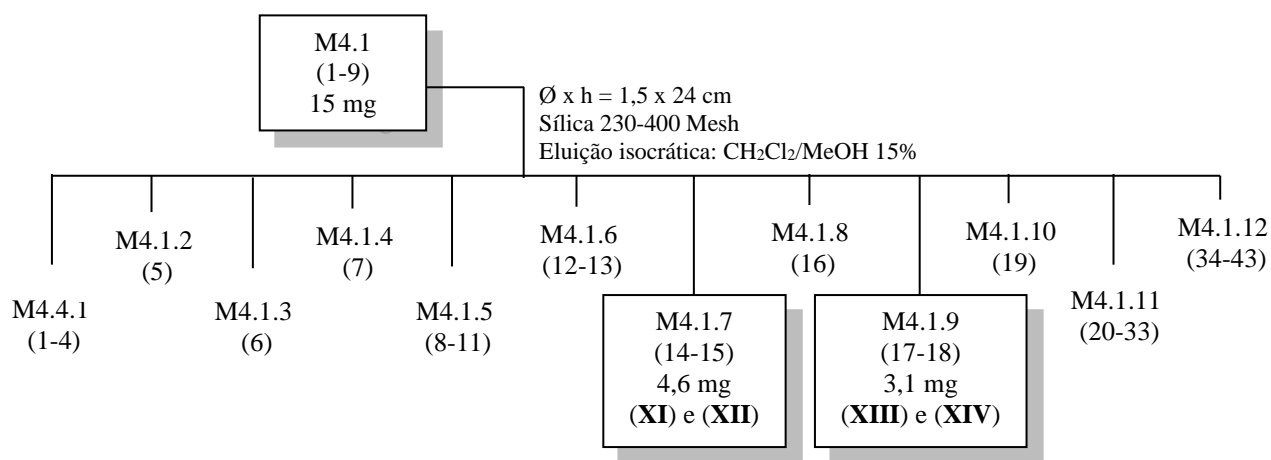 M4.1
(1-9)
15 mg
Ø x h = 1,5 x 24 cm
Sílica 230-400 Mesh
Eluição isocrática: CH₂Cl₂/MeOH 15%
M4.4.1
(1-4)
M4.1.2
(5)
M4.1.3
(6)
M4.1.4
(7)
M4.1.5
(8-11)
M4.1.6
(12-13)
M4.1.7
(14-15)
4,6 mg
(XI) e (XII)
M4.1.8
(16)
M4.1.9
(17-18)
3,1 mg
(XIII) e (XIV)
M4.1.10
(19)
M4.1.11
(20-33)
M4.1.12
(34-43)